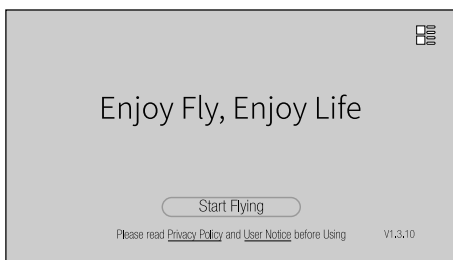 Enjoy Fly, Enjoy Life
Start Flying
Please read Privacy Policy and User Notice before Using
V1.3.10